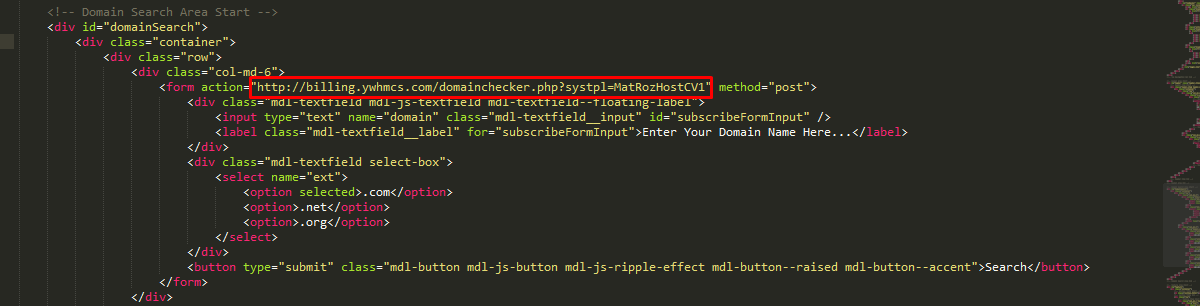 <!-- Domain Search Area Start -->
<div id="domainSearch">
<div class="container">
<div class="row">
<div class="col-md-6">
<form action="http://billing.ywhmcs.com/domainchecker.php?systpl=MatRozHostCV1" method="post">
<div class="mdl-textfield mdl-js-textfield mdl-textfield--floating-label">
<input type="text" name="domain" class="mdl-textfield__input" id="subscribeFormInput" />
<label class="mdl-textfield__label" for="subscribeFormInput">Enter Your Domain Name Here...</label>
</div>
<div class="mdl-textfield select-box">
<select name="ext">
<option selected>.com</option>
<option>.net</option>
<option>.org</option>
</select>
</div>
<button type="submit" class="mdl-button mdl-js-button mdl-js-ripple-effect mdl-button--raised mdl-button--accent">Search</button>
</form>
</div>